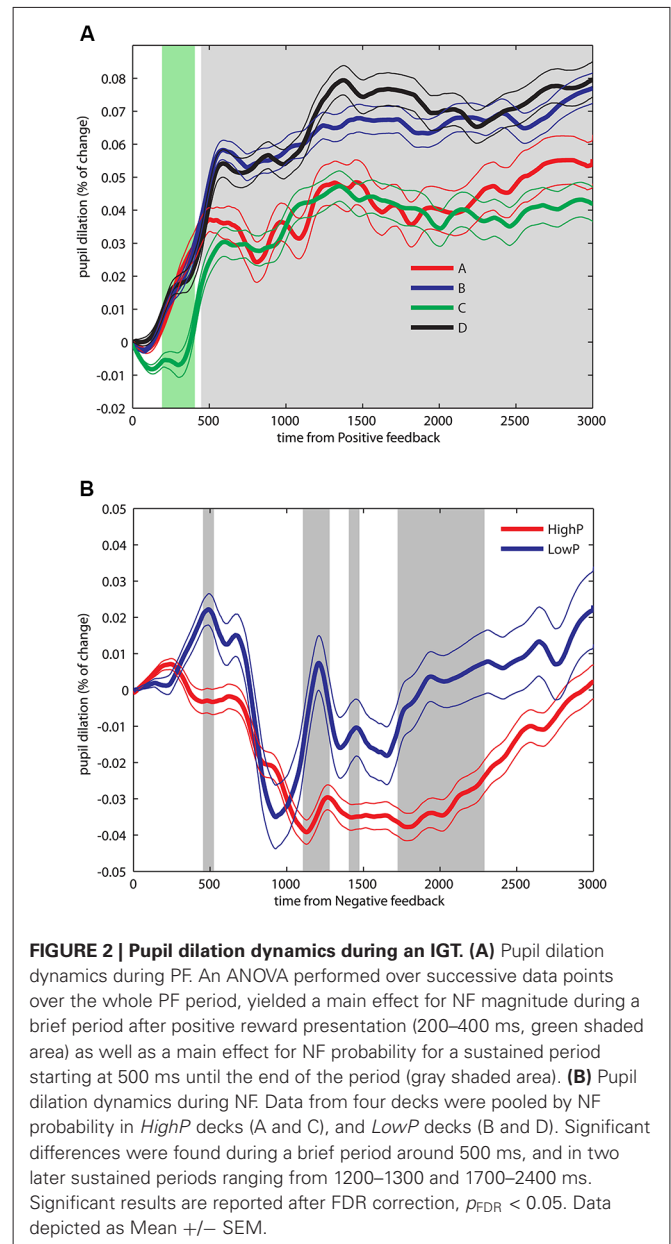 A
0.08
0.07
0.06
0.05
0.04
0.03
0.02
0.01
0
-0.01
-0.02
pupil dilation (% of change)
A
B
C
D
0 500 1000 1500 2000 2500 3000
time from Positive feedback
B
0.05
0.04
0.03
0.02
0.01
0
-0.01
-0.02
-0.03
-0.04
-0.05
pupil dilation (% of change)
HighP
LowP
0 500 1000 1500 2000 2500 3000
time from Negative feedback
FIGURE 2 | Pupil dilation dynamics during an IGT. (A) Pupil dilation
dynamics during PF. An ANOVA performed over successive data points
over the whole PF period, yielded a main effect for NF magnitude during a
brief period after positive reward presentation (200–400 ms, green shaded
area) as well as a main effect for NF probability for a sustained period
starting at 500 ms until the end of the period (gray shaded area). (B) Pupil
dilation dynamics during NF. Data from four decks were pooled by NF
probability in HighP decks (A and C), and LowP decks (B and D). Significant
differences were found during a brief period around 500 ms, and in two
later sustained periods ranging from 1200–1300 and 1700–2400 ms.
Significant results are reported after FDR correction, pFDR < 0.05. Data
depicted as Mean +/− SEM.